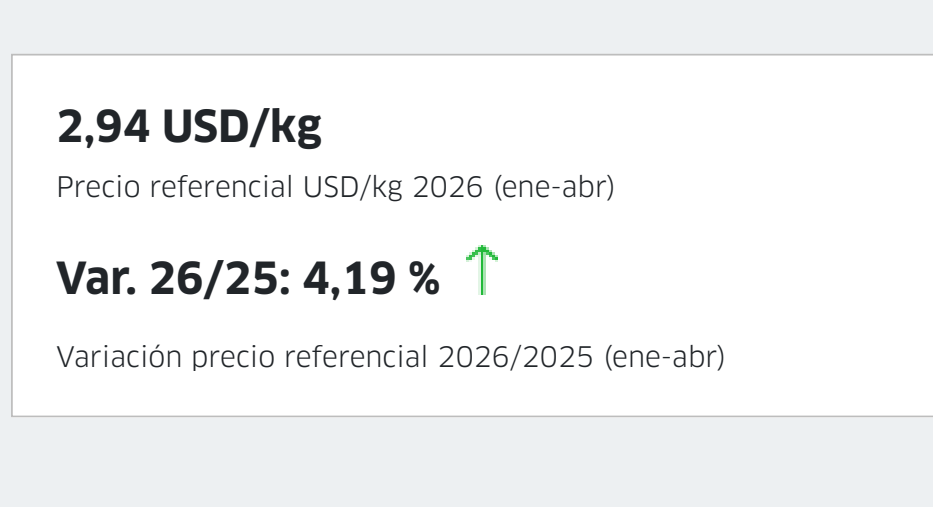 2,94 USD/kg
Precio referencial USD/kg 2026 (ene-abr)
Var. 26/25: 4,19 %
Variación precio referencial 2026/2025 (ene-abr)